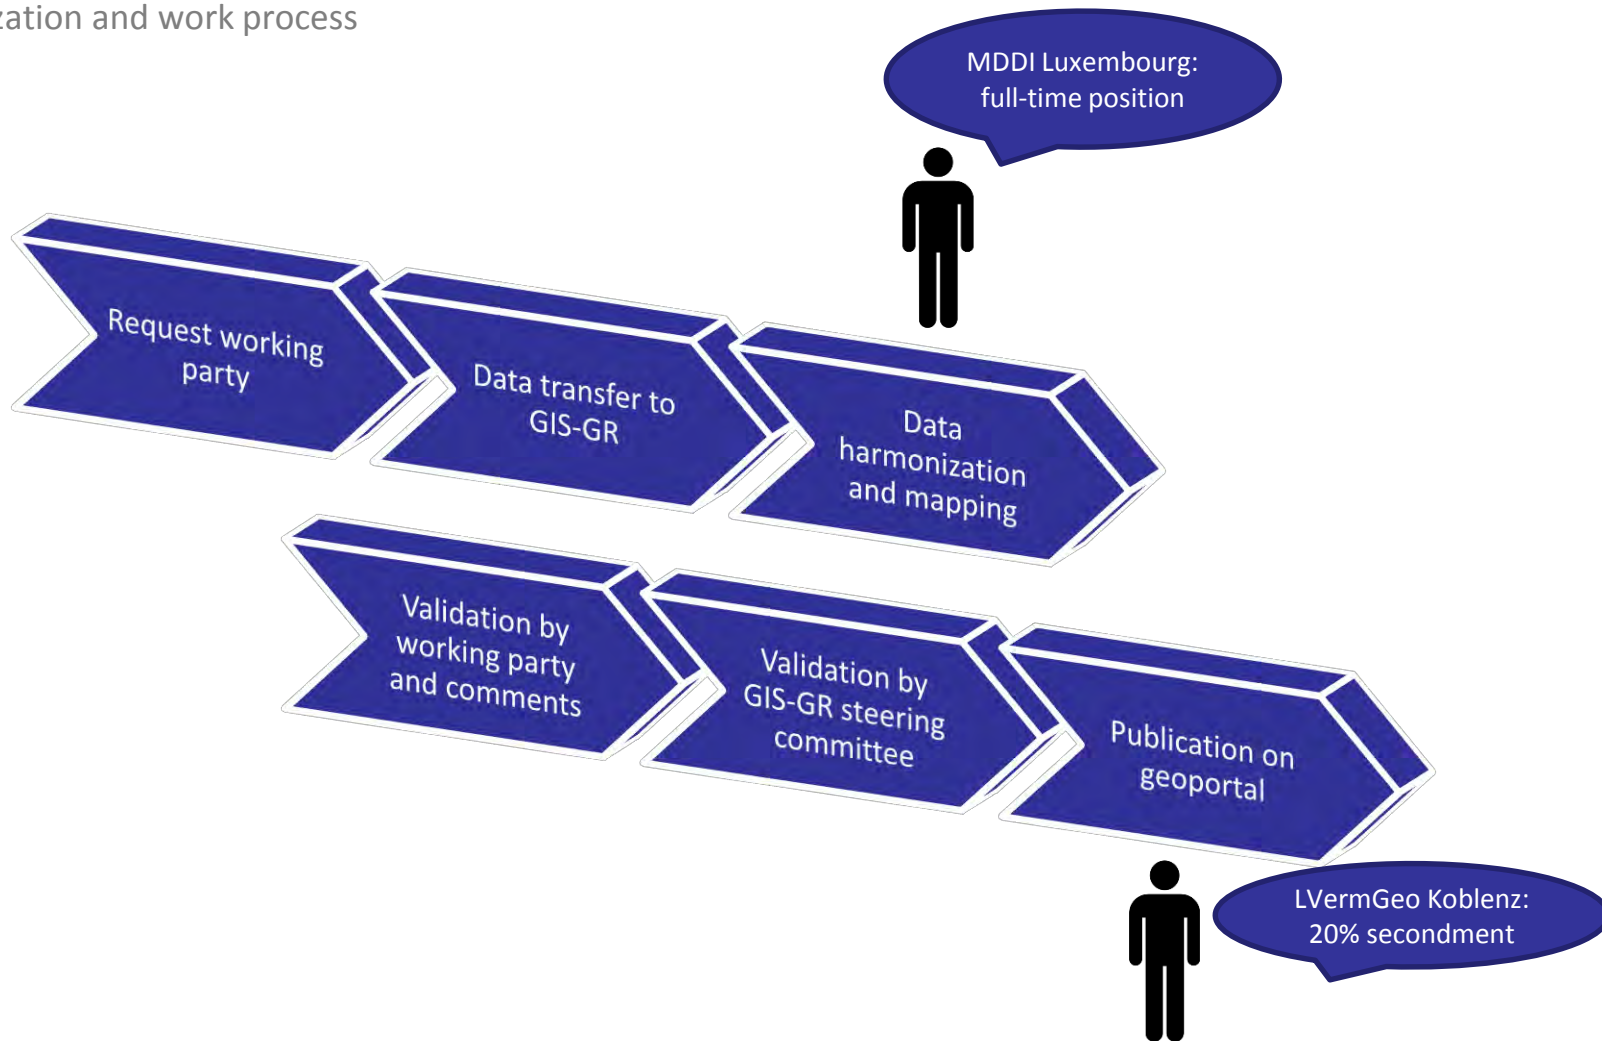 and work process
MDDI Luxembourg:
full-time position
Request working
party
Data transfer to
GIS-GR
Data
harmonization
and mapping
Validation by
working party
and comments
Validation by
GIS-GR steering
committee
Publication on
geoportal
LVermGeo Koblenz:
20% secondment